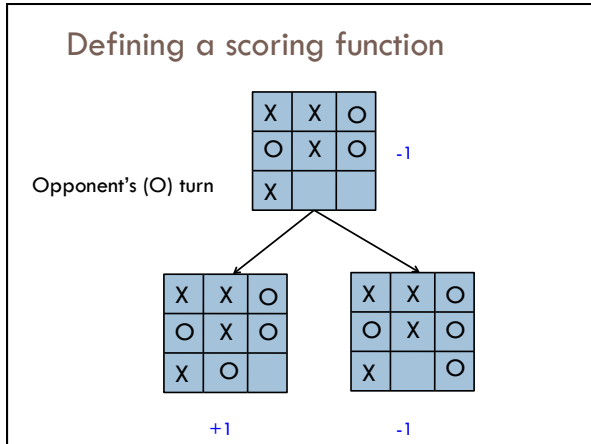 Defining a scoring function
X X O
O X O
-1
Opponent's (O) turn
X
X X O
O X O
X O
X X O
O X O
X O
+1
-1